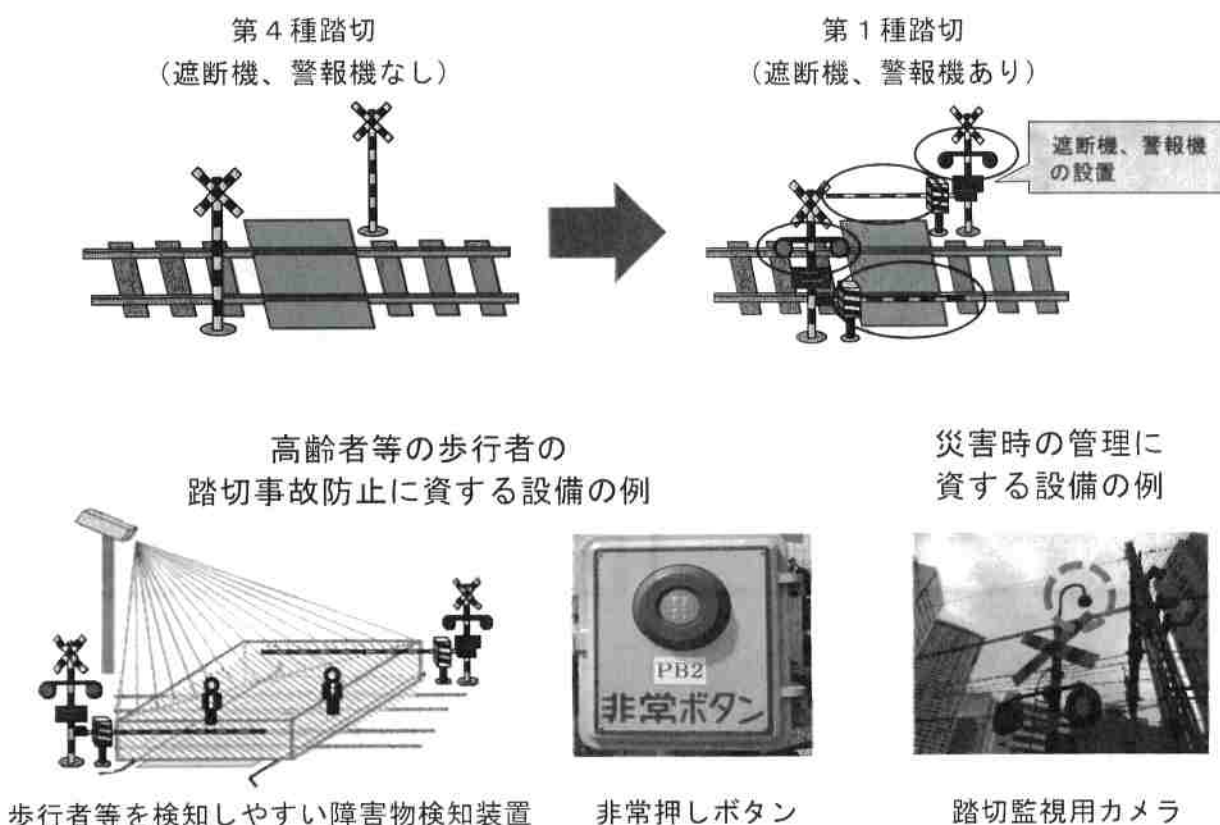 第４種踏切
（遮断機、警報機なし）
第１種踏切
（遮断機、警報機あり）
遮断機、警報機
の設置
高齢者等の歩行者の
踏切事故防止に資する設備の例
災害時の管理に
資する設備の例
PB2
非常ボタン
歩行者等を検知しやすい障害物検知装置
非常押しボタン
踏切監視用カメラ